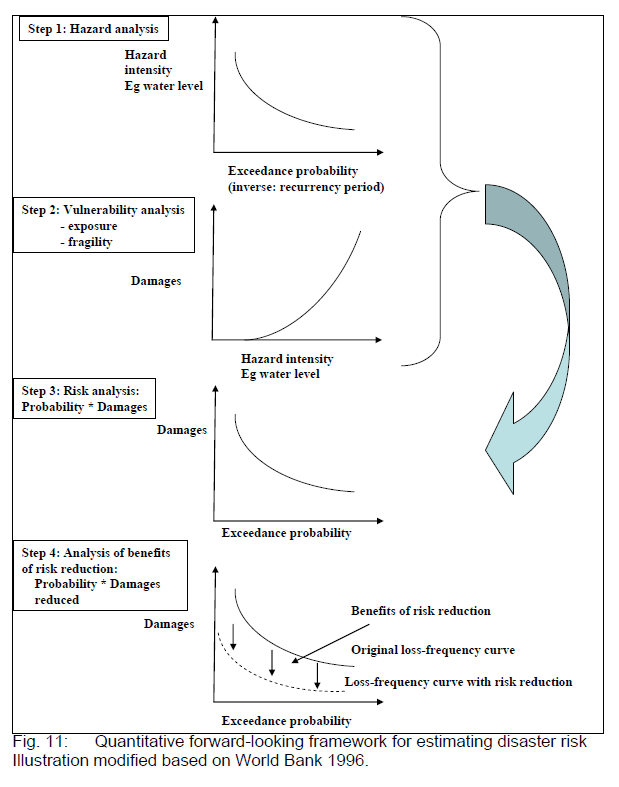 Step 1: Hazard analysis
Hazard
intensity
Eg water level
Exceedance probability
(inverse: recurrency period)
Step 2: Vulnerability analysis
- exposure
- fragility
Damages
Hazard intensity
Eg water level
Step 3: Risk analysis:
Probability * Damages
Damages
Exceedance probability
Step 4: Analysis of benefits
of risk reduction:
Probability * Damages
reduced
Damages
Benefits of risk reduction
Original loss-frequency curve
Loss-frequency curve with risk reduction
Exceedance probability
Fig. 11: Quantitative forward-looking framework for estimating disaster risk
Illustration modified based on World Bank 1996.